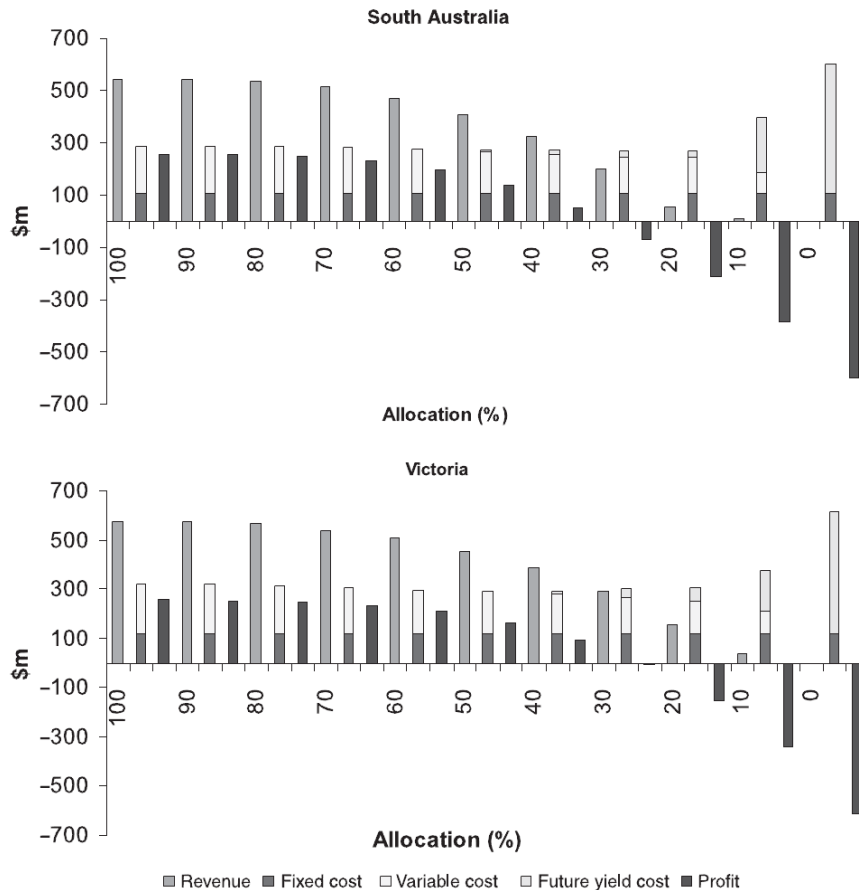 South Australia
700
500
300
100
−100
−300
−500
−700
$m
100 90 80 70 60 50 40 30 20 10 0
Allocation (%)
Victoria
700
500
300
100
−100
−300
−500
−700
$m
100 90 80 70 60 50 40 30 20 10 0
Allocation (%)
Revenue Fixed cost Variable cost Future yield cost Profit